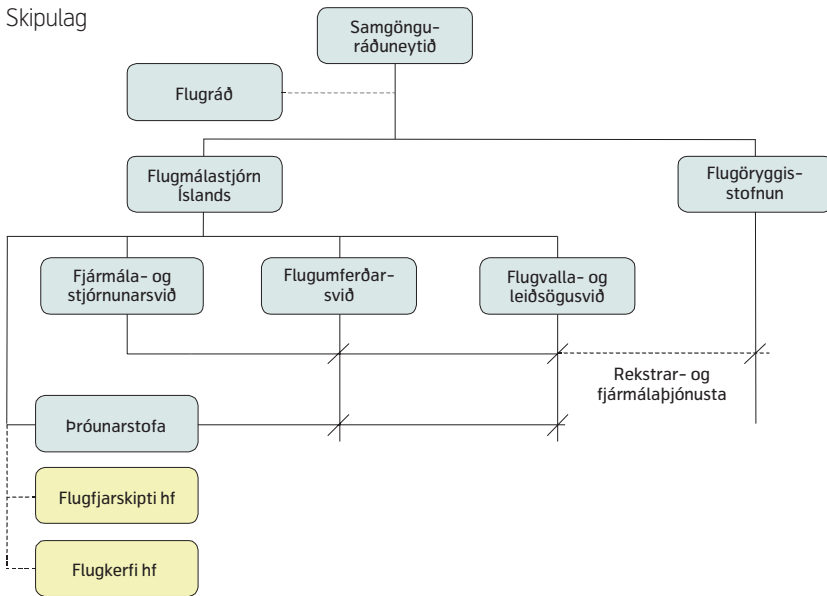 Skipulag
Samgöngu-
ráðuneytið
Flugráð
Flugmálastjórn
Íslands
Flugöryggis-
stofnun
Fjármála- og
stjórnunarsvið
Flugumferðar-
svið
Flugvalla- og
leiðsögusvið
Rekstrar- og
fjármálaþjónusta
Þróunarstofa
Flugfjarskipti hf
Flugkerfi hf